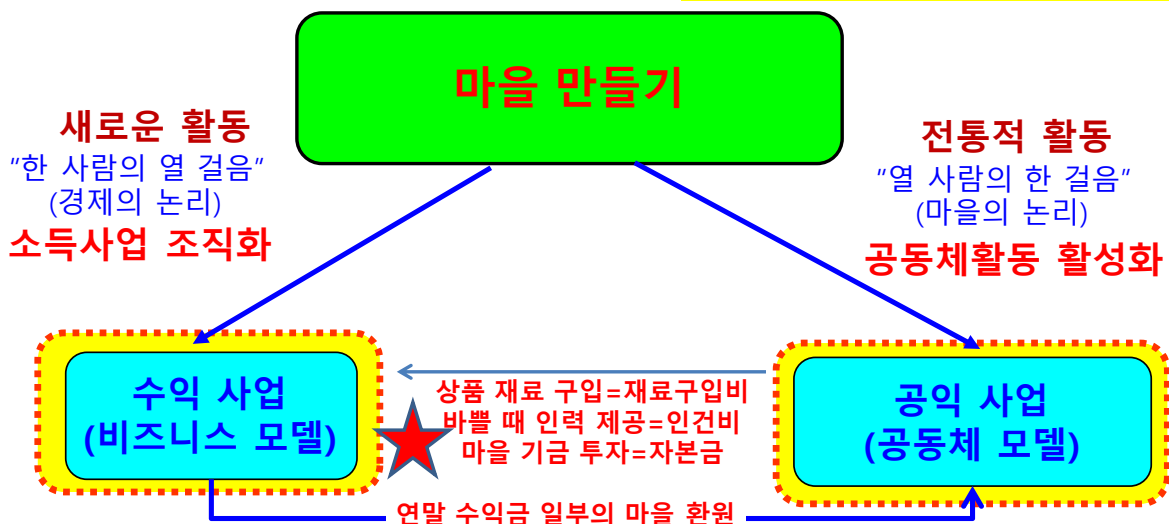 마을 만들기
새로운 활동
"한 사람의 열 걸음"
(경제의 논리)
소득사업 조직화
전통적 활동
"열 사람의 한 걸음"
(마을의 논리)
공동체활동 활성화
수익 사업
(비즈니스 모델)
상품 재료 구입=재료구입비
바쁠 때 인력 제공=인건비
마을 기금 투자=자본금
공익 사업
(공동체 모델)
연말 수익금 일부의 마을 환원